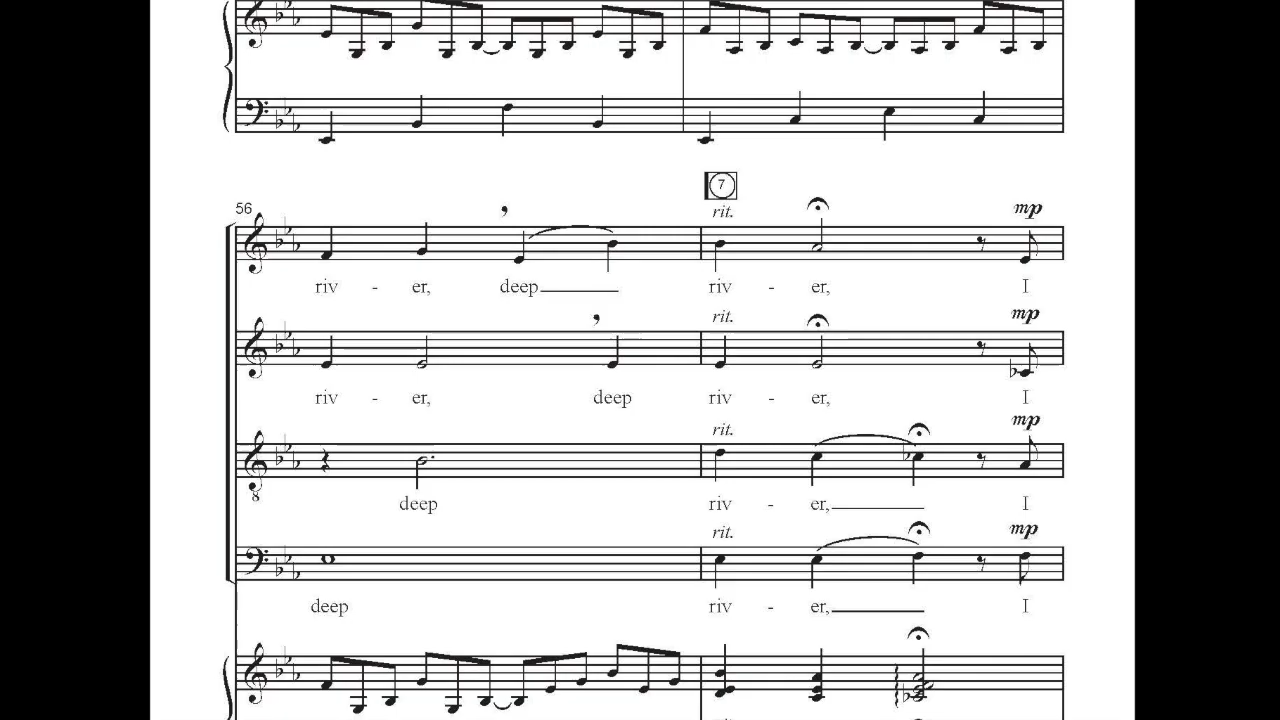 56
7
rit. mp
riv - er, deep riv - er, I
rit. mp
riv - er, deep riv - er, I
rit. mp
8
deep riv - er, I
rit. mp
deep riv - er, I